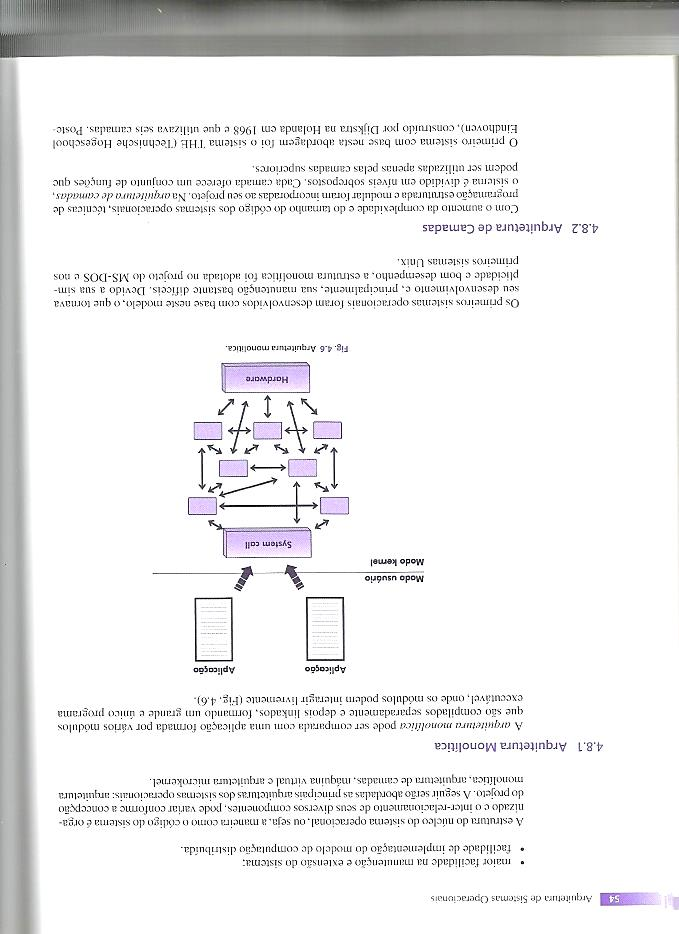 54 Arquitetura de Sistemas Operacionais
• maior facilidade na manutenção e extensão do sistema;
• facilidade de implementação do modelo de computação distribuída.
A estrutura do núcleo do sistema operacional, ou seja, a maneira como o código do sistema é orga-
nizado e o inter-relacionamento de seus diversos componentes, pode variar conforme a concepção
do projeto. A seguir serão abordadas as principais arquiteturas dos sistemas operacionais: arquitetura
monolítica, arquitetura de camadas, máquina virtual e arquitetura microkernel.
4.8.1 Arquitetura Monolítica
A arquitetura monolítica pode ser comparada com uma aplicação formada por vários módulos
que são compilados separadamente e depois linkados, formando um grande e único programa
executável, onde os módulos podem interagir livremente (Fig. 4.6).
Aplicação Aplicação
Modo usuário
Modo kernel
System call
Hardware
Fig. 4.6 Arquitetura monolítica.
Os primeiros sistemas operacionais foram desenvolvidos com base neste modelo, o que tornava
seu desenvolvimento e, principalmente, sua manutenção bastante difíceis. Devido a sua sim-
plicidade e bom desempenho, a estrutura monolítica foi adotada no projeto do MS-DOS e nos
primeiros sistemas Unix.
4.8.2 Arquitetura de Camadas
Com o aumento da complexidade e do tamanho do código dos sistemas operacionais, técnicas de
programação estruturada e modular foram incorporadas ao seu projeto. Na arquitetura de camadas,
o sistema é dividido em níveis sobrepostos. Cada camada oferece um conjunto de funções que
podem ser utilizadas apenas pelas camadas superiores.
O primeiro sistema com base nesta abordagem foi o sistema THE (Technische Hogeschool
Eindhoven), construído por Dijkstra na Holanda em 1968 e que utilizava seis camadas. Poste-